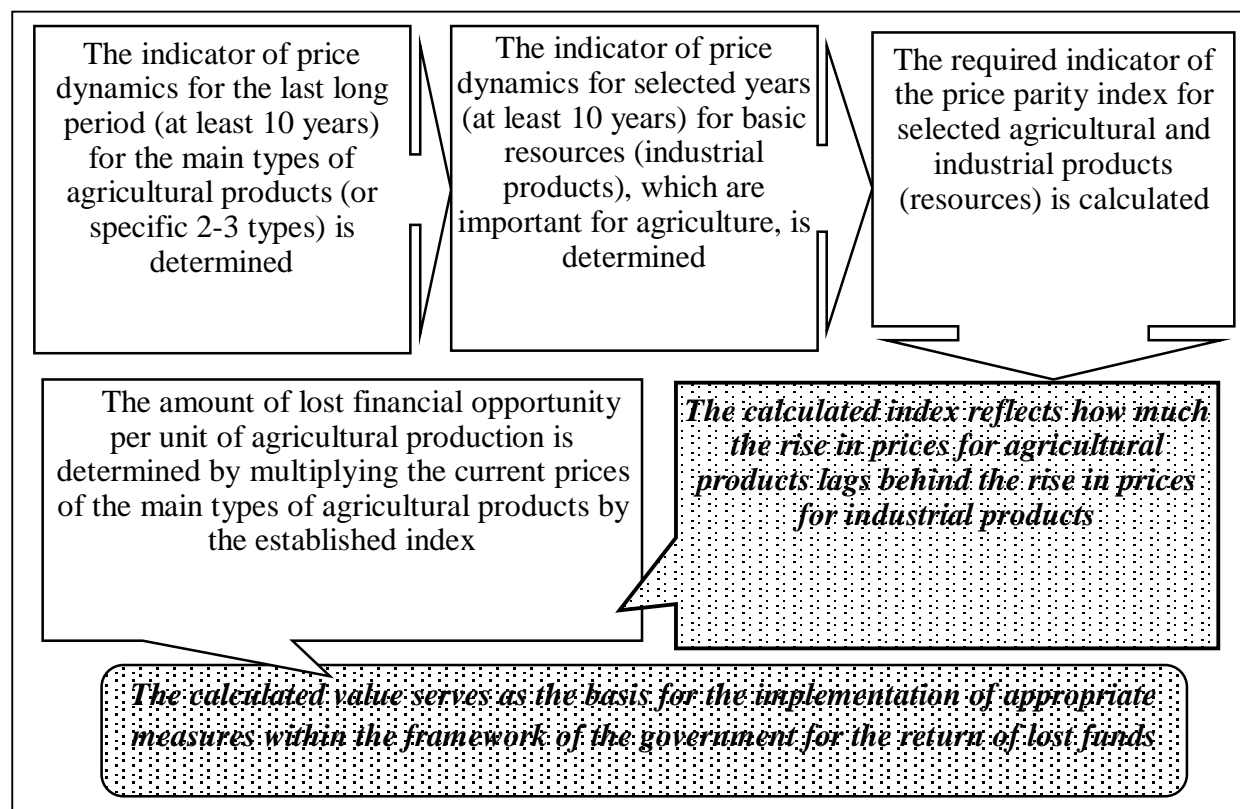 The indicator of price
dynamics for the last long
period (at least 10 years)
for the main types of
agricultural products (or
specific 2-3 types) is
determined
The indicator of price
dynamics for selected years
(at least 10 years) for basic
resources (industrial
products), which are
important for agriculture, is
determined
The required indicator of
the price parity index for
selected agricultural and
industrial products
(resources) is calculated
The calculated index reflects how much
the rise in prices for agricultural
products lags behind the rise in prices
for industrial products
The amount of lost financial opportunity
per unit of agricultural production is
determined by multiplying the current prices
of the main types of agricultural products by
the established index
The calculated value serves as the basis for the implementation of appropriate
measures within the framework of the government for the return of lost funds